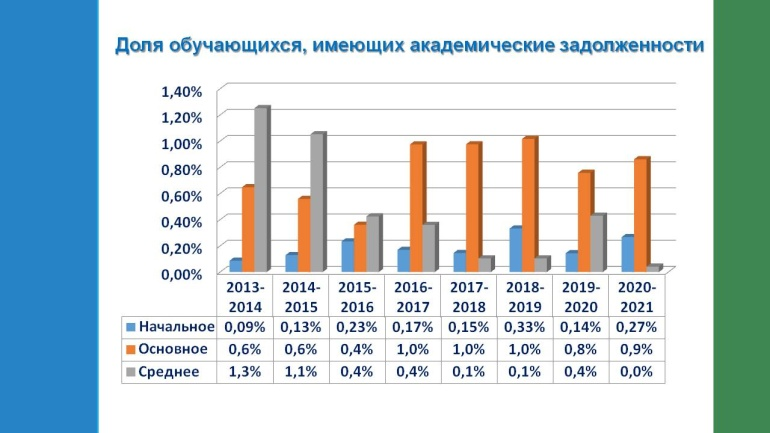 Доля обучающихся, имеющих академические задолженности
1,40%
1,20%
1,00%
0,80%
0,60%
0,40%
0,20%
0,00%
2013-2014 2014-2015 2015-2016 2016-2017 2017-2018 2018-2019 2019-2020 2020-2021
Начальное 0,09% 0,13% 0,23% 0,17% 0,15% 0,33% 0,14% 0,27%
Основное 0,6% 0,6% 0,4% 1,0% 1,0% 1,0% 0,8% 0,9%
Среднее 1,3% 1,1% 0,4% 0,4% 0,1% 0,1% 0,4% 0,0%